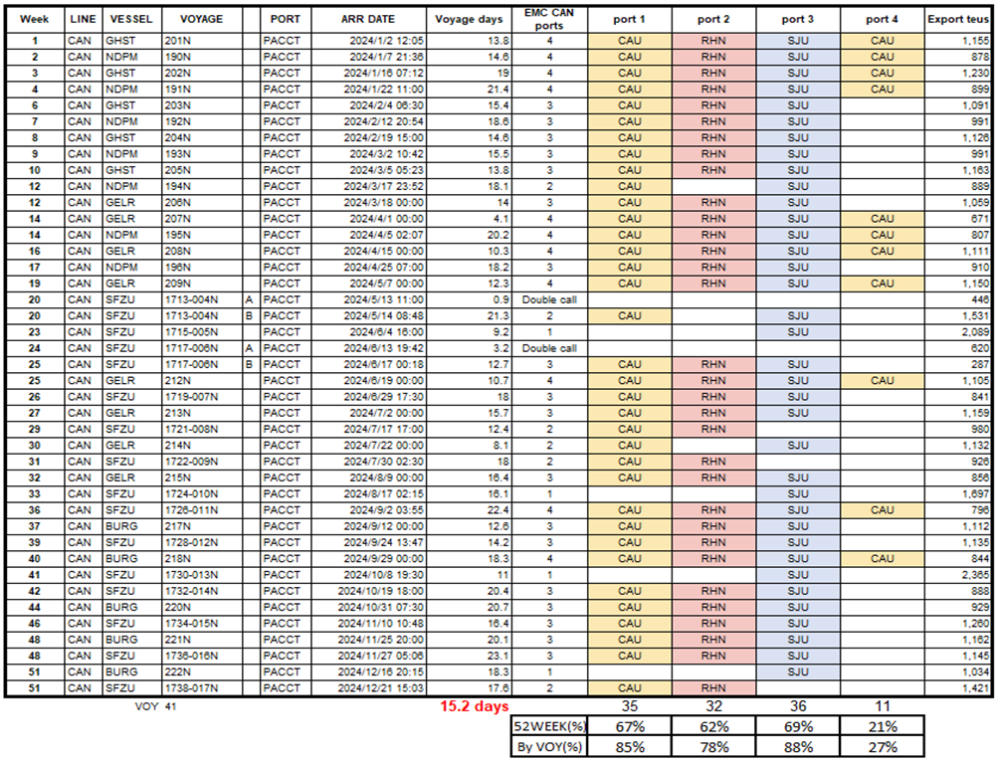 Week LINE VESSEL VOYAGE PORT ARR DATE Voyage days EMC CAN ports port 1 port 2 port 3 port 4 Export teus
1 CAN GHST 201N PACCT 2024/1/2 12:05 13.8 4 CAU RHN SJU CAU 1,155
2 CAN NDPM 190N PACCT 2024/1/7 21:36 14.6 4 CAU RHN SJU CAU 878
3 CAN GHST 202N PACCT 2024/1/16 07:12 19 4 CAU RHN SJU CAU 1,230
4 CAN NDPM 191N PACCT 2024/1/22 11:00 21.4 4 CAU RHN SJU CAU 899
6 CAN GHST 203N PACCT 2024/2/4 06:30 15.4 3 CAU RHN SJU 1,091
7 CAN NDPM 192N PACCT 2024/2/12 20:54 18.6 3 CAU RHN SJU 991
8 CAN GHST 204N PACCT 2024/2/19 15:00 14.6 3 CAU RHN SJU 1,126
9 CAN NDPM 193N PACCT 2024/3/2 10:42 15.5 3 CAU RHN SJU 991
10 CAN GHST 205N PACCT 2024/3/5 05:23 13.8 3 CAU RHN SJU 1,163
12 CAN NDPM 194N PACCT 2024/3/17 23:52 18.1 2 CAU SJU 889
12 CAN GELR 206N PACCT 2024/3/18 00:00 14 3 CAU RHN SJU 1,059
14 CAN GELR 207N PACCT 2024/4/1 00:00 4.1 4 CAU RHN SJU CAU 671
14 CAN NDPM 195N PACCT 2024/4/5 02:07 20.2 4 CAU RHN SJU CAU 807
16 CAN GELR 208N PACCT 2024/4/15 00:00 10.3 4 CAU RHN SJU CAU 1,111
17 CAN NDPM 196N PACCT 2024/4/25 07:00 18.2 3 CAU RHN SJU 910
19 CAN GELR 209N PACCT 2024/5/7 00:00 12.3 4 CAU RHN SJU CAU 1,150
20 CAN SFZU 1713-004N A PACCT 2024/5/13 11:00 0.9 Double call 446
20 CAN SFZU 1713-004N B PACCT 2024/5/14 08:48 21.3 2 CAU SJU 1,531
23 CAN SFZU 1715-005N PACCT 2024/6/4 16:00 9.2 1 SJU 2,089
24 CAN SFZU 1717-006N A PACCT 2024/6/13 19:42 3.2 Double call 620
25 CAN SFZU 1717-006N B PACCT 2024/6/17 00:18 12.7 3 CAU RHN SJU 287
25 CAN GELR 212N PACCT 2024/6/19 00:00 10.7 4 CAU RHN SJU CAU 1,105
26 CAN SFZU 1719-007N PACCT 2024/6/29 17:30 18 3 CAU RHN SJU 841
27 CAN GELR 213N PACCT 2024/7/2 00:00 15.7 3 CAU RHN SJU 1,159
29 CAN SFZU 1721-008N PACCT 2024/7/17 17:00 12.4 2 CAU RHN 980
30 CAN GELR 214N PACCT 2024/7/22 00:00 8.1 2 CAU SJU 1,132
31 CAN SFZU 1722-009N PACCT 2024/7/30 02:30 18 2 CAU RHN 926
32 CAN GELR 215N PACCT 2024/8/9 00:00 16.4 3 CAU RHN SJU 856
33 CAN SFZU 1724-010N PACCT 2024/8/17 02:15 16.1 1 SJU 1,697
36 CAN SFZU 1726-011N PACCT 2024/9/2 03:55 22.4 4 CAU RHN SJU CAU 796
37 CAN BURG 217N PACCT 2024/9/12 00:00 12.6 3 CAU RHN SJU 1,112
39 CAN SFZU 1728-012N PACCT 2024/9/24 13:47 14.2 3 CAU RHN SJU 1,135
40 CAN BURG 218N PACCT 2024/9/29 00:00 18.3 4 CAU RHN SJU CAU 844
41 CAN SFZU 1730-013N PACCT 2024/10/8 19:30 11 1 SJU 2,365
42 CAN SFZU 1732-014N PACCT 2024/10/19 18:00 20.4 3 CAU RHN SJU 888
44 CAN BURG 220N PACCT 2024/10/31 07:30 20.7 3 CAU RHN SJU 929
46 CAN SFZU 1734-015N PACCT 2024/11/10 10:48 16.4 3 CAU RHN SJU 1,260
48 CAN BURG 221N PACCT 2024/11/25 20:00 20.1 3 CAU RHN SJU 1,162
48 CAN SFZU 1736-016N PACCT 2024/11/27 05:06 23.1 3 CAU RHN SJU 1,145
51 CAN BURG 222N PACCT 2024/12/16 20:15 18.3 1 SJU 1,034
51 CAN SFZU 1738-017N PACCT 2024/12/21 15:03 17.6 2 CAU RHN 1,421
VOY 41 15.2 days 35 32 36 11
52WEEK(%) 67% 62% 69% 21%
By VOY(%) 85% 78% 88% 27%